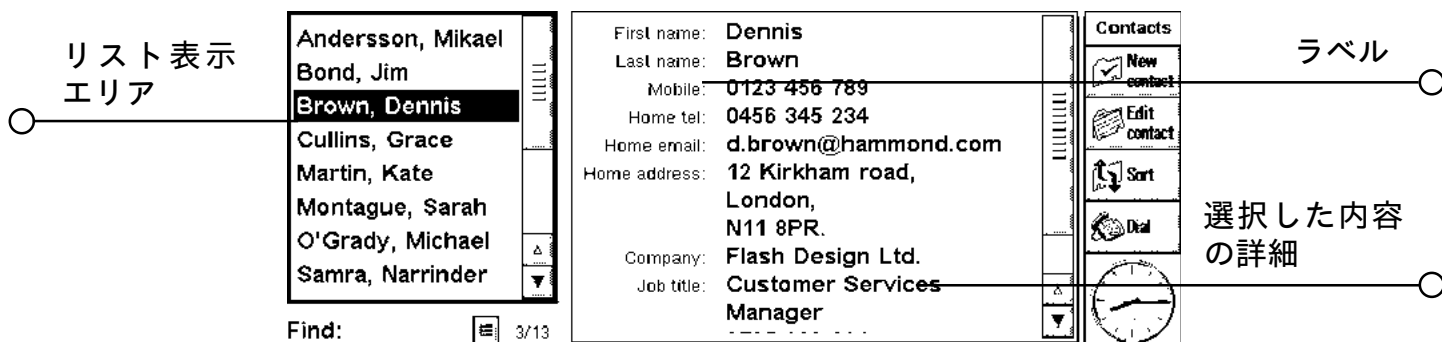 リスト表示
エリア
Andersson, Mikael
Bond, Jim
Brown, Dennis
Cullins, Grace
Martin, Kate
Montague, Sarah
O'Grady, Michael
Samra, Narrinder
Find:
3/13
First name: Dennis
Last name: Brown
Mobile: 0123 456 789
Home tel: 0456 345 234
Home email: d.brown@hammond.com
Home address: 12 Kirkham road,
London,
N11 8PR.
Company: Flash Design Ltd.
Job title: Customer Services
Manager
Contacts
New
contact
Edit
contact
Sort
Dial
ラベル
選択した内容
の詳細